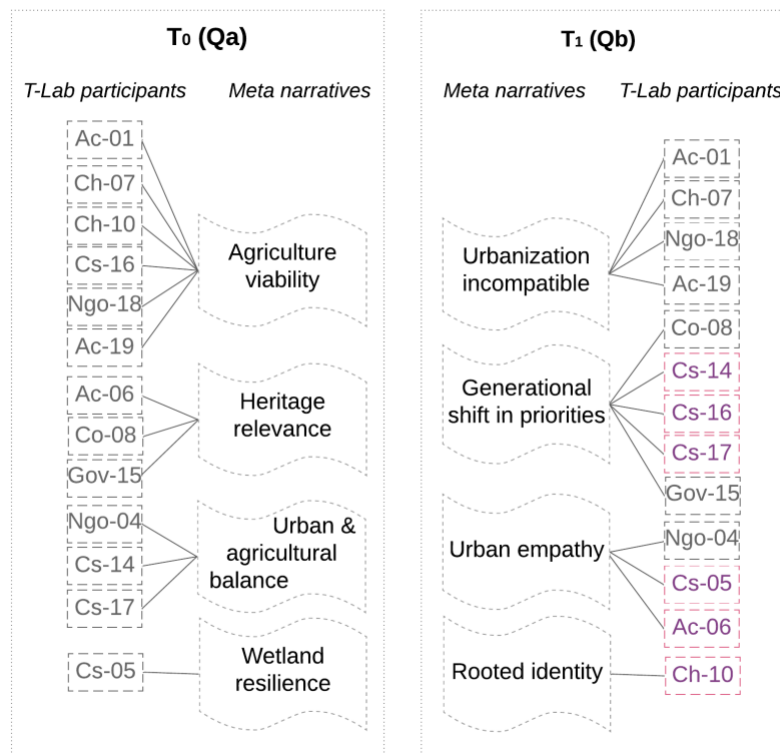 T₀ (Qa)
T-Lab participants
Meta narratives
Ac-01
Ch-07
Ch-10
Cs-16
Ngo-18
Ac-19
Agriculture
viability
Ac-06
Co-08
Gov-15
Heritage
relevance
Ngo-04
Cs-14
Cs-17
Urban &
agricultural
balance
Cs-05
Wetland
resilience
T₁ (Qb)
Meta narratives
T-Lab participants
Urbanization
incompatible
Ac-01
Ch-07
Ngo-18
Ac-19
Generational
shift in priorities
Co-08
Cs-14
Cs-16
Cs-17
Gov-15
Urban empathy
Ngo-04
Cs-05
Ac-06
Rooted identity
Ch-10